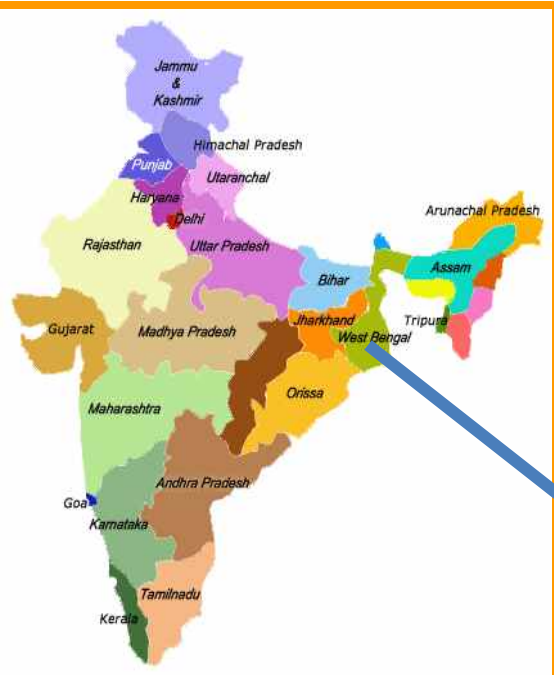 Jammu
&
Kashmir
Himachal Pradesh
Punjab
Utaranchal
Haryana
Delhi
Arunachal Pradesh
Rajasthan
Uttar Pradesh
Assam
Bihar
Gujarat
Madhya Pradesh
Jharkhand
Tripura
West Bengal
Orissa
Maharashtra
Andhra Pradesh
Goa
Karnataka
Tamilnadu
Kerala